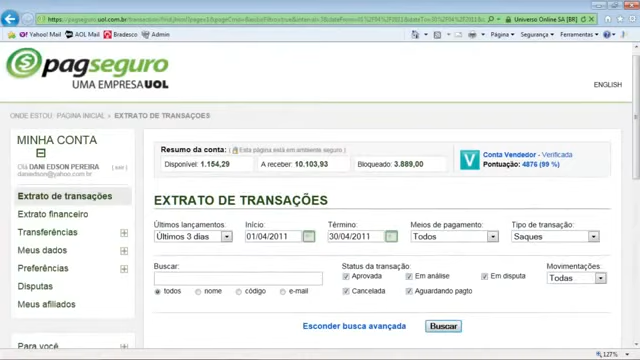 Universo Online SA [BR]
Yahoo! Mail AOL Mail Bradesco Amho
Página Segurança Ferramentas
pagseguro
UMA EMPRESA UOL
ENGLISH
ONDE ESTOU: PÁGINA INICIAL > EXTRATO DE TRANSAÇÕES
MINHA CONTA
Olá DANI EDSON PEREIRA
daniedson@yahoo.com.br
[ sair ]
Extrato de transações
Extrato financeiro
Transferências
Meus dados
Preferências
Disputas
Meus afiliados
Para você
Resumo da conta: ( Esta página está em ambiente seguro )
Disponível: 1.154,29 A receber: 10.103,93 Bloqueado: 3.889,00
Conta Vendedor - Verificada
Pontuação: 4876 (99 %)
EXTRATO DE TRANSAÇÕES
Últimos lançamentos: Início: Término: Meios de pagamento: Tipo de transação:
Últimos 3 dias 01/04/2011 30/04/2011 Todos Saques
Buscar: Status da transação: Movimentações:
Aprovada Em análise Em disputa Todas
todos nome código e-mail Cancelada Aguardando pagto
Esconder busca avançada Buscar
127%